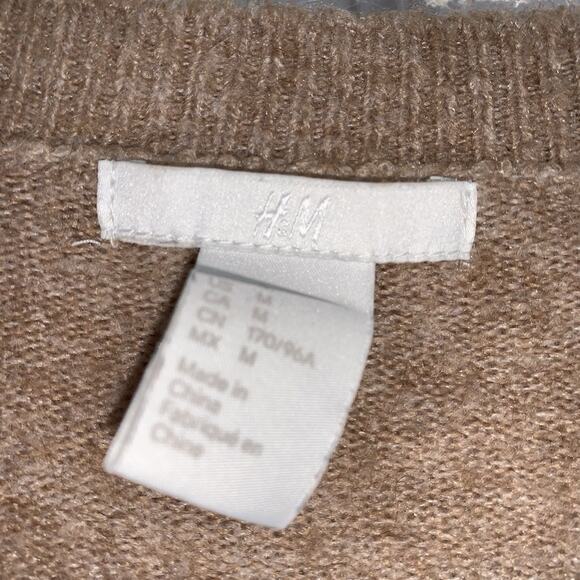 H&M
M
CA M
CN 170/96A
MX M
Made in
China
Fabriqué en
Chine